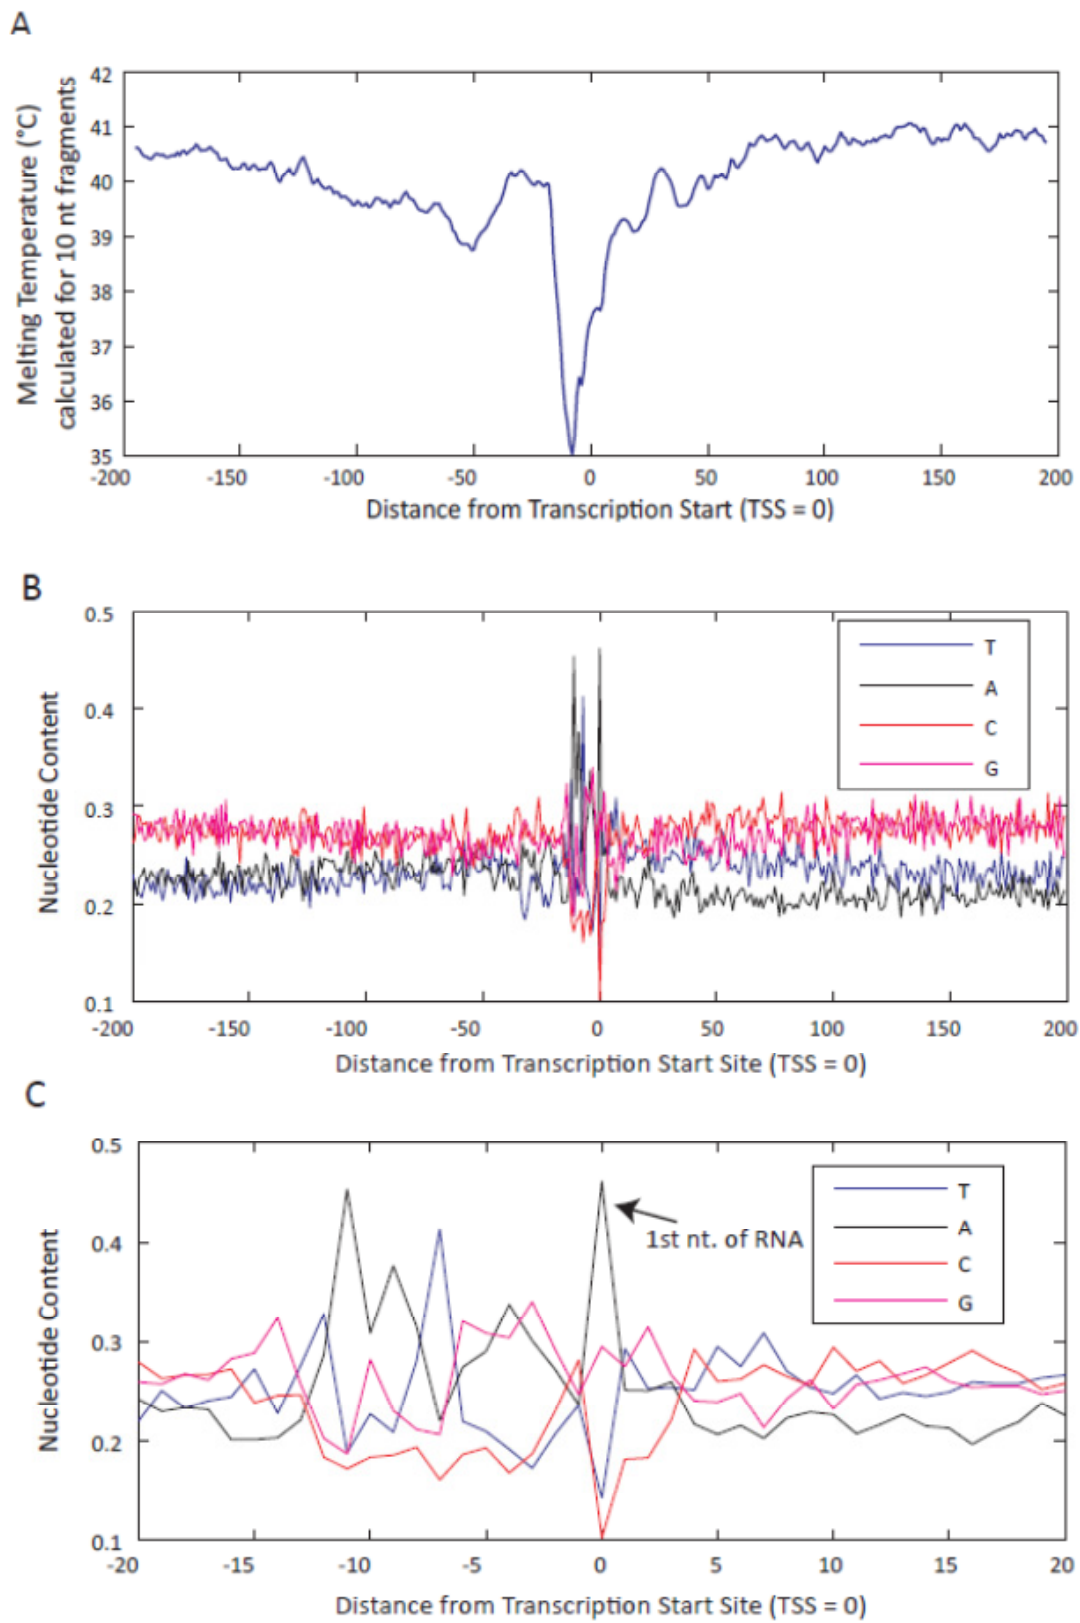 A
Melting Temperature (°C)
calculated for 10 nt fragments
42
41
40
39
38
37
36
35
-200 -150 -100 -50 0 50 100 150 200
Distance from Transcription Start (TSS = 0)
B
Nucleotide Content
0.5
0.4
0.3
0.2
0.1
T
A
C
G
-200 -150 -100 -50 0 50 100 150 200
Distance from Transcription Start Site (TSS = 0)
C
Nucleotide Content
0.5
0.4
0.3
0.2
0.1
1st nt. of RNA
T
A
C
G
-20 -15 -10 -5 0 5 10 15 20
Distance from Transcription Start Site (TSS = 0)